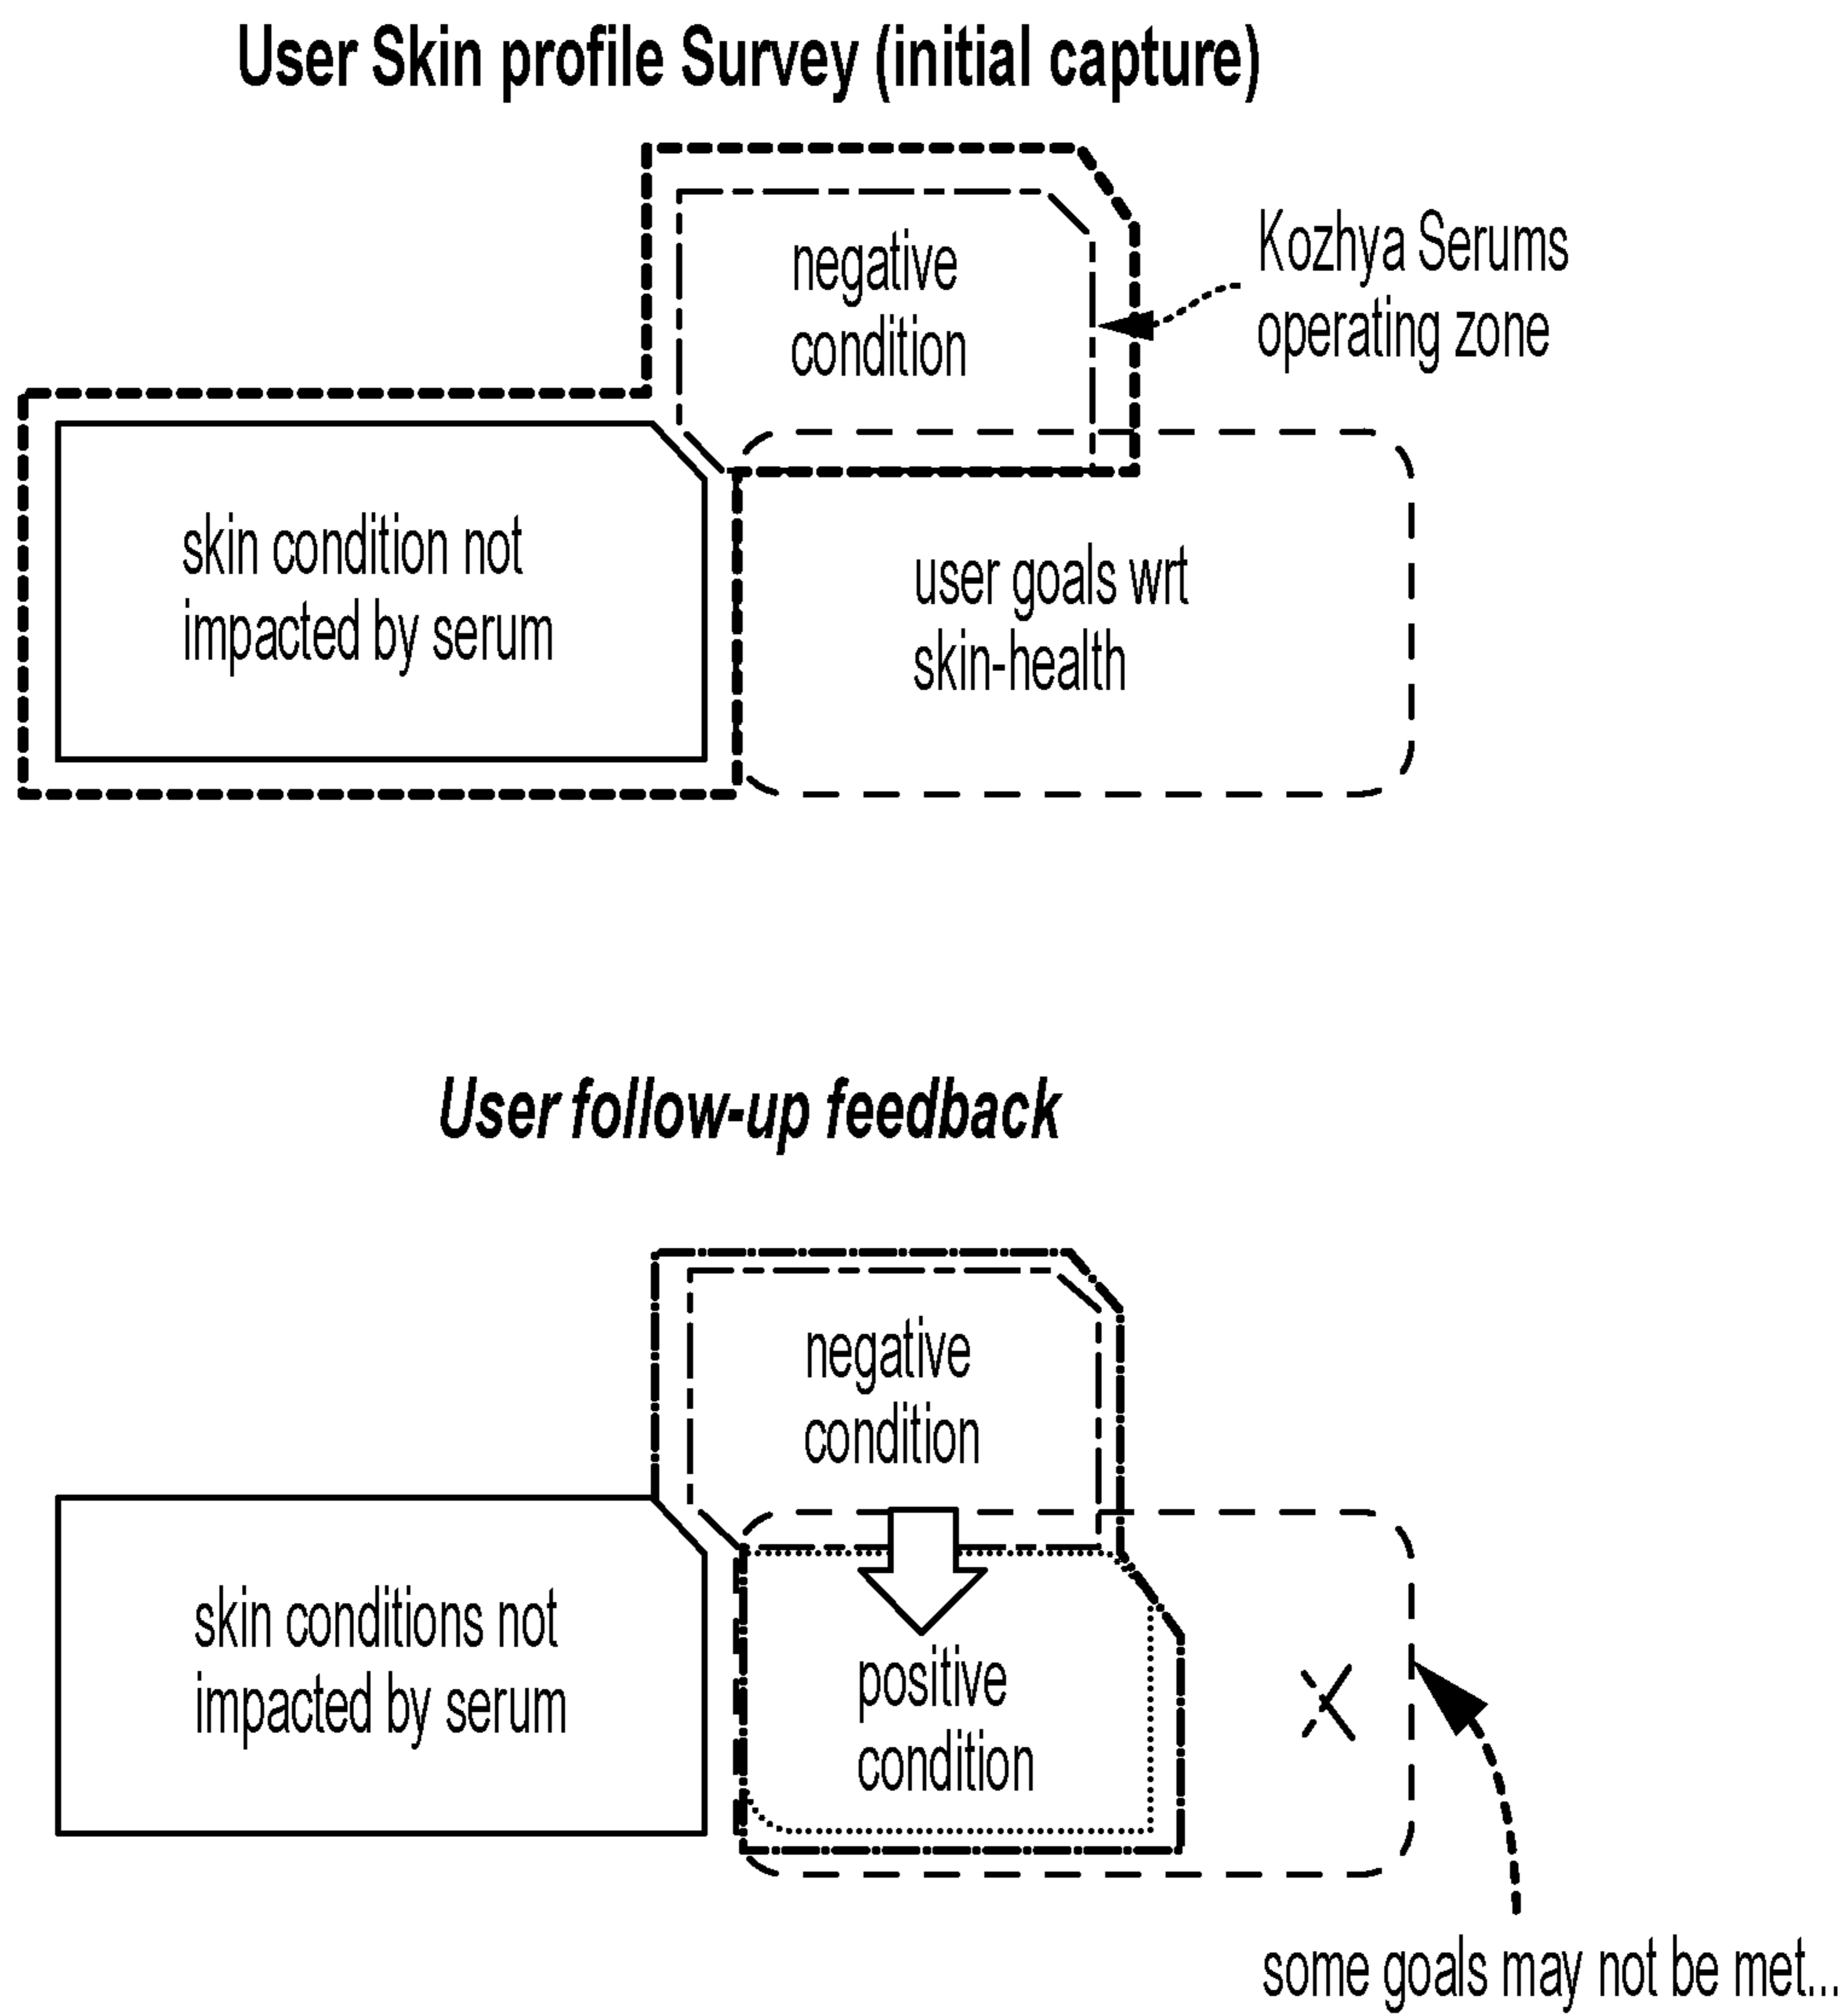 User Skin profile Survey (initial capture)
negative
condition
Kozhya Serums
operating zone
skin condition not
impacted by serum
user goals wrt
skin-health
User follow-up feedback
negative
condition
skin conditions not
impacted by serum
positive
condition
X
some goals may not be met...